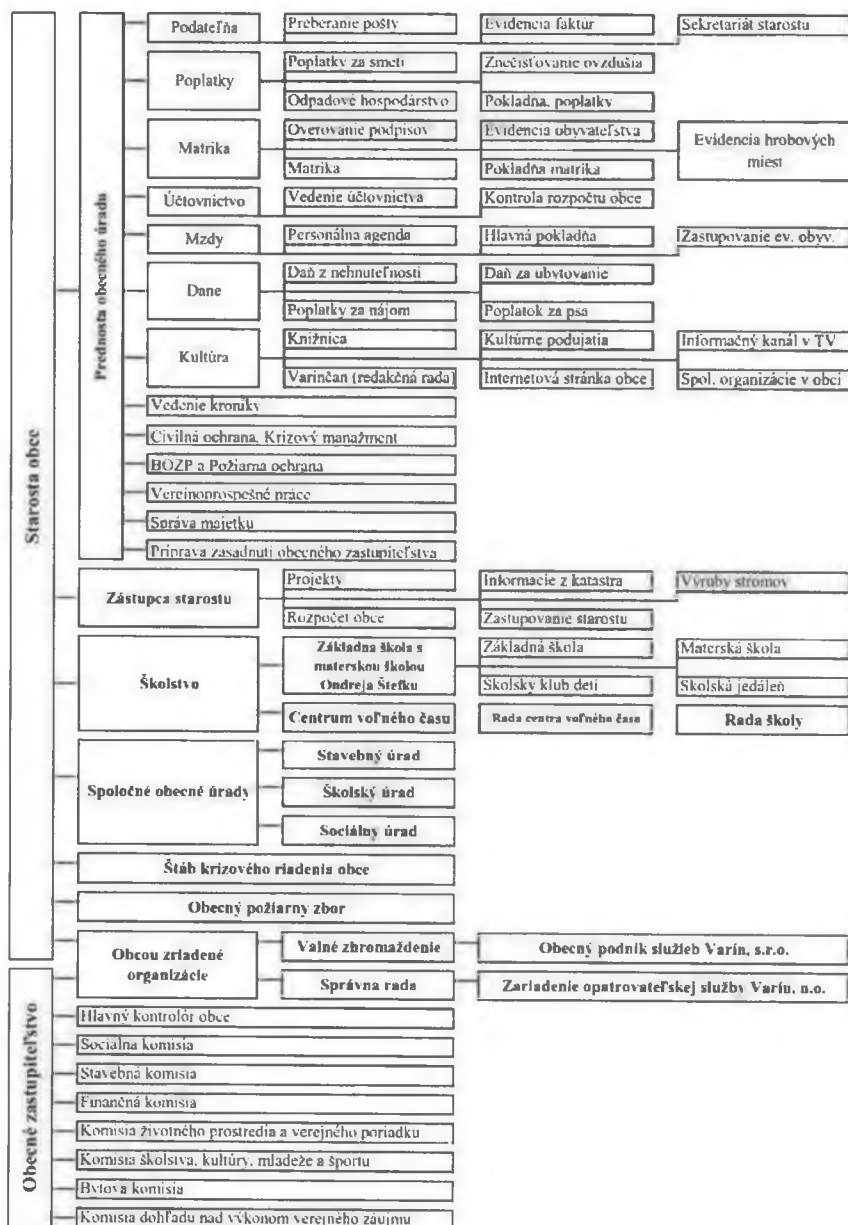 Starosta obce
Prednosta obecného úradu
Podateľňa
Preberanie pošty
Evidencia faktúr
Sekretariát starostu
Poplatky
Poplatky za smeti
Znečisťovanie ovzdušia
Odpadové hospodárstvo
Pokladna, poplatky
Matrika
Overovanie podpisov
Evidencia obyvateľstva
Evidencia hrobových
miest
Matrika
Pokladňa matrika
Účtovníctvo
Vedenie účtovníctva
Kontrola rozpočtu obce
Mzdy
Personálna agenda
Hlavná pokladňa
Zastupovanie ev. obyv.
Dane
Daň z nehnuteľnosti
Daň za ubytovanie
Poplatky za nájom
Poplatok za psa
Kultúra
Knižnica
Kultúrne podujatia
Informačný kanál v TV
Varínčan (redakčná rada)
Internetová stránka obce
Spol. organizácie v obci
Vedenie kroniky
Civilná ochrana, Krízový manažment
BOZP a Požiarna ochrana
Verejnoprospešné práce
Správa majetku
Príprava zasadnutí obecného zastupiteľstva
Zástupca starostu
Projekty
Informacie z katastra
Výruby stromov
Rozpočet obce
Zastupovanie starostu
Školstvo
Základna škola s
materskou školou
Ondreja Štefku
Základná škola
Materská škola
Školský klub detí
Školská jedáleň
Centrum voľného času
Rada centra voľného času
Rada školy
Spoločné obecné úrady
Stavebný úrad
Školský úrad
Sociálny úrad
Štáb krízového riadenia obce
Obecný požiarny zbor
Obcou zriadené
organizácie
Valné zhromaždenie
Obecný podnik služieb Varín, s.r.o.
Správna rada
Zariadenie opatrovateľskej služby Varín, n.o.
Obecné zastupiteľstvo
Hlavný kontrolór obce
Sociálna komisia
Stavebná komisia
Finančná komisia
Komisia životného prostredia a verejného poriadku
Komisia školstva, kultúry, mládeže a športu
Bytová komisia
Komisia dohľadu nad výkonom verejného záujmu